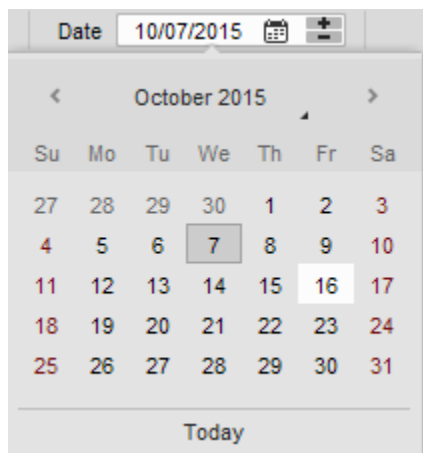 Date 10/07/2015
October 2015
Su Mo Tu We Th Fr Sa
27 28 29 30 1 2 3
4 5 6 7 8 9 10
11 12 13 14 15 16 17
18 19 20 21 22 23 24
25 26 27 28 29 30 31
Today